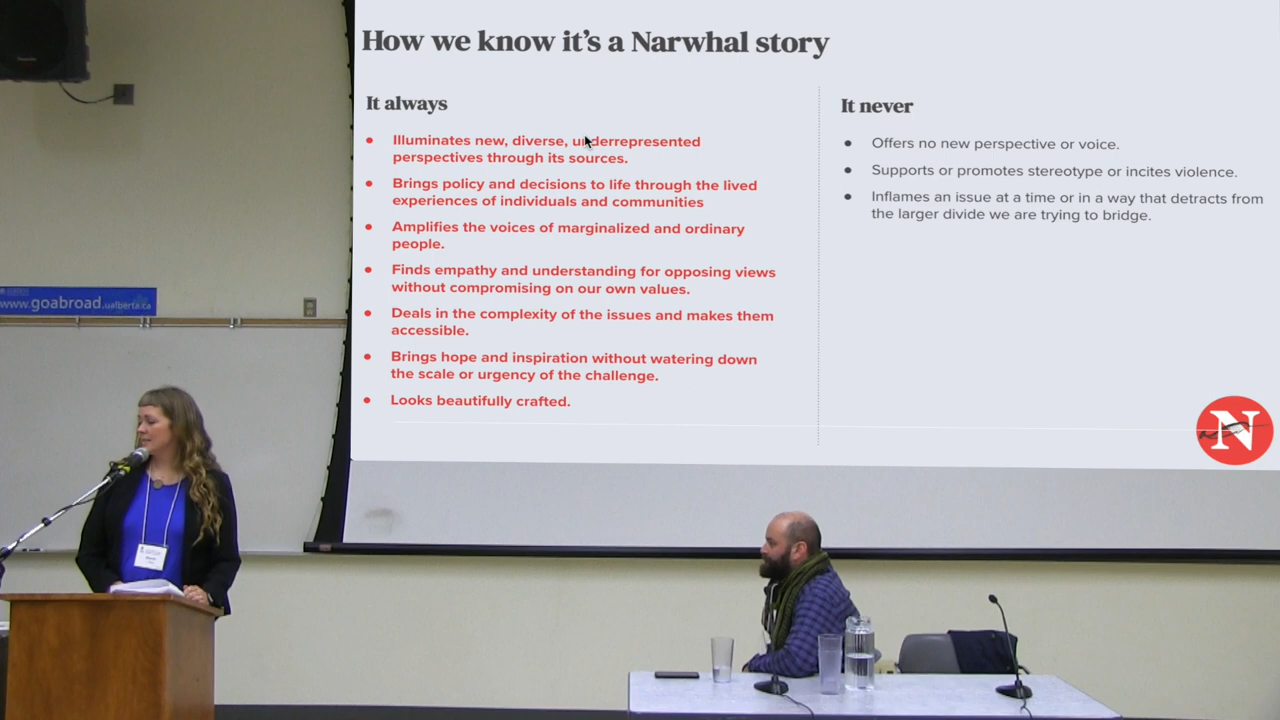 How we know it's a Narwhal story
It always
• Illuminates new, diverse, underrepresented
perspectives through its sources.
• Brings policy and decisions to life through the lived
experiences of individuals and communities
• Amplifies the voices of marginalized and ordinary
people.
• Finds empathy and understanding for opposing views
without compromising on our own values.
• Deals in the complexity of the issues and makes them
accessible.
• Brings hope and inspiration without watering down
the scale or urgency of the challenge.
• Looks beautifully crafted.
It never
• Offers no new perspective or voice.
• Supports or promotes stereotype or incites violence.
• Inflames an issue at a time or in a way that detracts from
the larger divide we are trying to bridge.
N
www.goabroad.ualberta.ca